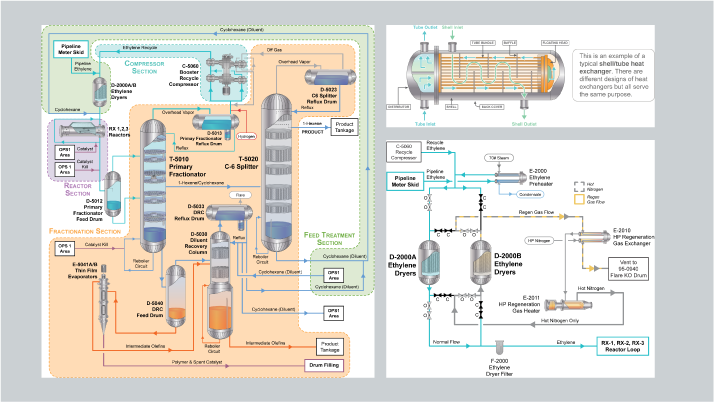 Cyclohexane (Diluent)
Pipeline
Meter Skid
Ethylene Recycle
COMPRESSOR
SECTION
C-5060
Booster
Recycle
Compressor
Off Gas
Overhead Vapor
D-5023
C6 Splitter
Reflux Drum
Reflux
Pipeline
Ethylene
D-2000A/B
Ethylene
Dryers
Cyclohexane
RX 1,2,3
Reactors
OPS1
Area
Catalyst
OPS 1
Area
Catalyst
Kill
REACTOR
SECTION
Overhead Vapor
D-5013
Primary Fractionator
Reflux Drum
Reflux
Hydrogen
1-Hexene
PRODUCT
Product
Tankage
T-5010
Primary
Fractionator
T-5020
C-6 Splitter
1-Hexene/Cyclohexane
D-5012
Primary
Fractionator
Feed Drum
FRACTIONATION SECTION
Flare
D-5033
DRC
Reflux Drum
D-5030
Diluent
Recovery
Column
Reflux
FEED TREATMENT
SECTION
OPS 1
Area
Catalyst Kill
Reboiler
Circuit
Reboiler
Circuit
Cyclohexane (Diluent)
Cyclohexane (Diluent)
Cyclohexane (Diluent)
OPS1
Area
E-5041A/B
Thin Film
Evaporators
D-5040
DRC
Feed Drum
Cyclohexane (Diluent)
OPS1
Area
Intermediate Olefins
Reboiler
Circuit
Intermediate Olefins
Product
Tankage
Polymer & Scent Catalyst
Drum Filling
Tube Outlet
Shell Inlet
TUBE BUNDLE
BAFFLE
FLOATING HEAD
SHELL
BACK COVER
Tube Inlet
Shell Outlet
This is an example of a
typical shell/tube heat
exchanger. There are
different designs of heat
exchangers but all serve
the same purpose.
C-5060
Recycle
Compressor
Recycle
Ethylene
Pipeline
Meter Skid
Pipeline
Ethylene
70# Steam
E-2000
Ethylene
Preheater
Condensate
Hot
Nitrogen
Regen
Gas Flow
Regen Gas Flow
HP Nitrogen
E-2010
HP Regeneration
Gas Exchanger
D-2000A
Ethylene
Dryers
D-2000B
Ethylene
Dryers
Vent to
95-0040
Flare KO Drum
Hot Nitrogen
E-2011
HP Regeneration
Gas Heater
Hot Nitrogen Only
Normal Flow
Ethylene
RX-1, RX-2, RX-3
Reactor Loop
F-2000
Ethylene
Dryer Filter